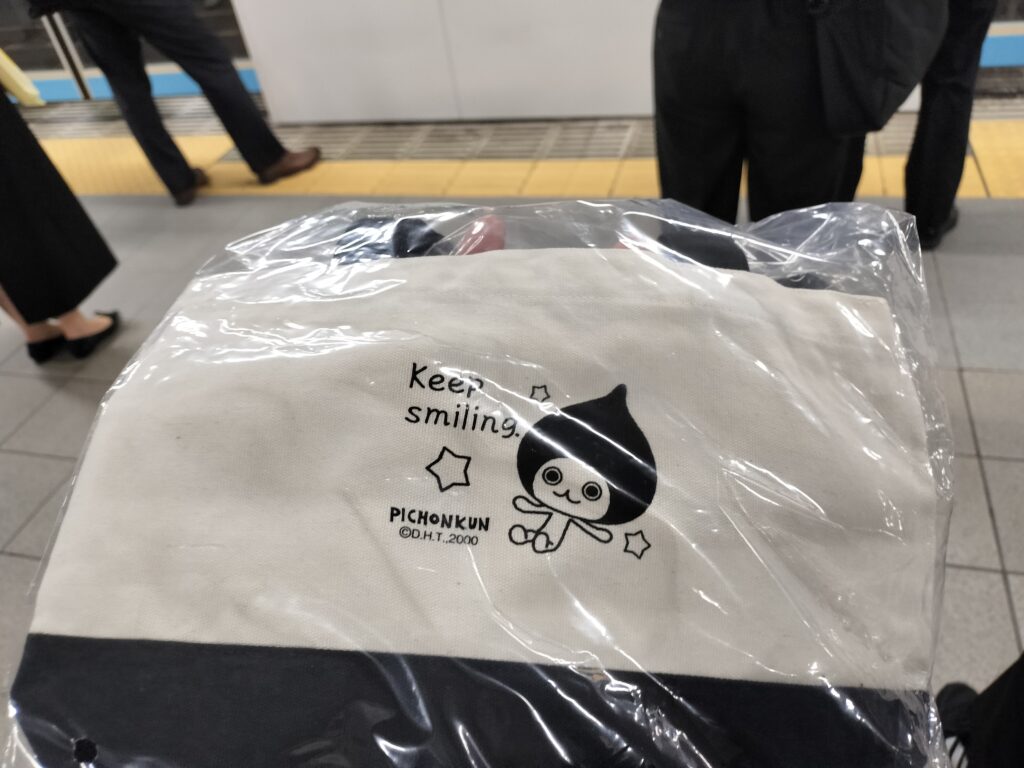 Keep
smiling.
PICHONKUN
©D.H.T.,2000